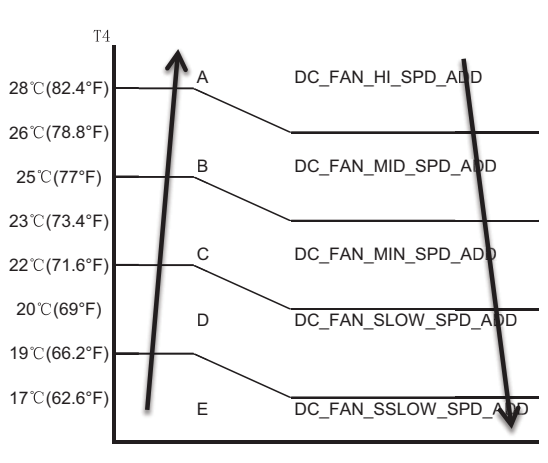 T4
A DC_FAN_HI_SPD_ADD
28℃(82.4°F)
26℃(78.8°F)
B DC_FAN_MID_SPD_ADD
25℃(77°F)
23℃(73.4°F)
C DC_FAN_MIN_SPD_ADD
22℃(71.6°F)
20℃(69°F)
D DC_FAN_SLOW_SPD_ADD
19℃(66.2°F)
17℃(62.6°F)
E DC_FAN_SSLOW_SPD_ADD